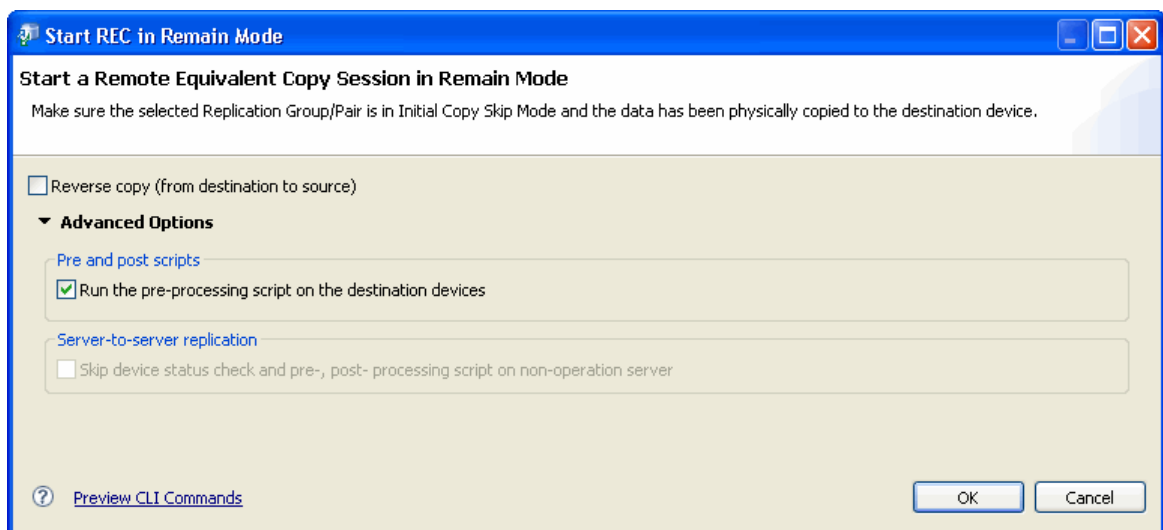 Start REC in Remain Mode
Start a Remote Equivalent Copy Session in Remain Mode
Make sure the selected Replication Group/Pair is in Initial Copy Skip Mode and the data has been physically copied to the destination device.
Reverse copy (from destination to source)
Advanced Options
Pre and post scripts
Run the pre-processing script on the destination devices
Server-to-server replication
Skip device status check and pre-, post- processing script on non-operation server
? Preview CLI Commands OK Cancel